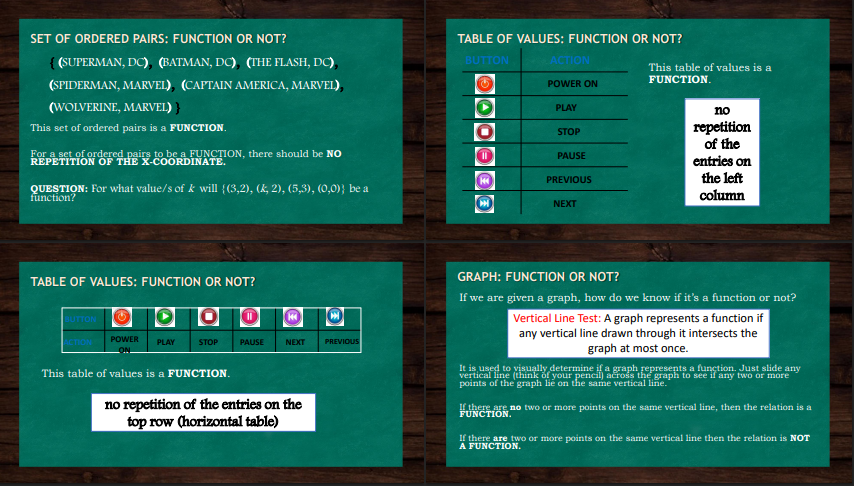 SET OF ORDERED PAIRS: FUNCTION OR NOT?
{ (SUPERMAN, DC), (BATMAN, DC), (THE FLASH, DC),
(SPIDERMAN, MARVEL), (CAPTAIN AMERICA, MARVEL),
(WOLVERINE, MARVEL) }
This set of ordered pairs is a FUNCTION.
For a set of ordered pairs to be a FUNCTION, there should be NO
REPETITION OF THE X-COORDINATE.
QUESTION: For what value/s of k will {(3,2), (k, 2), (5,3), (0,0)} be a
function?
TABLE OF VALUES: FUNCTION OR NOT?
BUTTON ACTION
POWER ON
PLAY
STOP
PAUSE
PREVIOUS
NEXT
This table of values is a
FUNCTION.
no
repetition
of the
entries on
the left
column
TABLE OF VALUES: FUNCTION OR NOT?
BUTTON
ACTION POWER ON PLAY STOP PAUSE NEXT PREVIOUS
This table of values is a FUNCTION.
no repetition of the entries on the
top row (horizontal table)
GRAPH: FUNCTION OR NOT?
If we are given a graph, how do we know if it's a function or not?
Vertical Line Test: A graph represents a function if
any vertical line drawn through it intersects the
graph at most once.
It is used to visually determine if a graph represents a function. Just slide any
vertical line (think of your pencil) across the graph to see if any two or more
points of the graph lie on the same vertical line.
If there are no two or more points on the same vertical line, then the relation is a
FUNCTION.
If there are two or more points on the same vertical line then the relation is NOT
A FUNCTION.